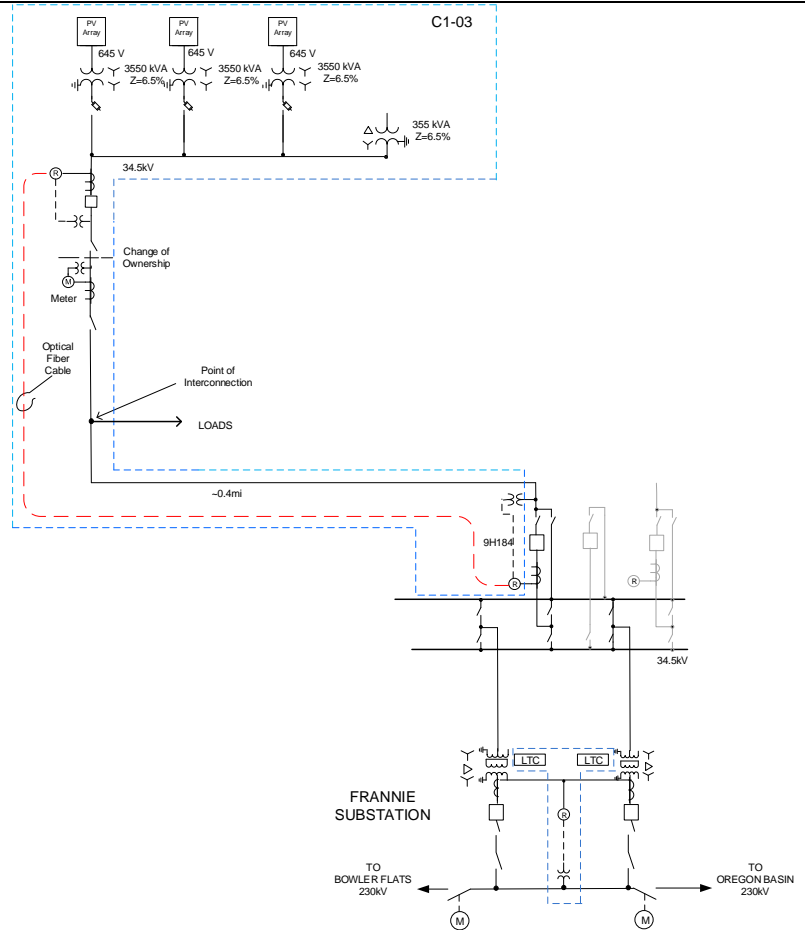 C1-03
PV
Array
PV
Array
PV
Array
645 V
645 V
645 V
3550 kVA
Z=6.5%
3550 kVA
Z=6.5%
3550 kVA
Z=6.5%
355 kVA
Z=6.5%
34.5kV
R
Change of
Ownership
M
Meter
Optical
Fiber
Cable
Point of
Interconnection
LOADS
~0.4mi
9H184
R
R
34.5kV
LTC
LTC
FRANNIE
SUBSTATION
R
TO
BOWLER FLATS
230kV
TO
OREGON BASIN
230kV
M
M